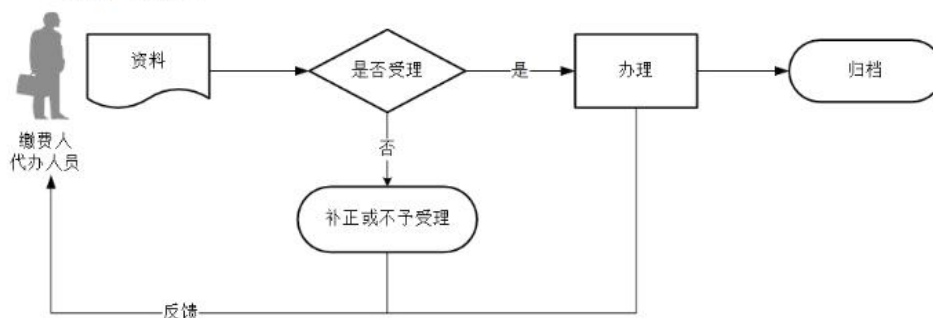 资料
是否受理
是
办理
归档
缴费人
代办人员
否
补正或不予受理
反馈